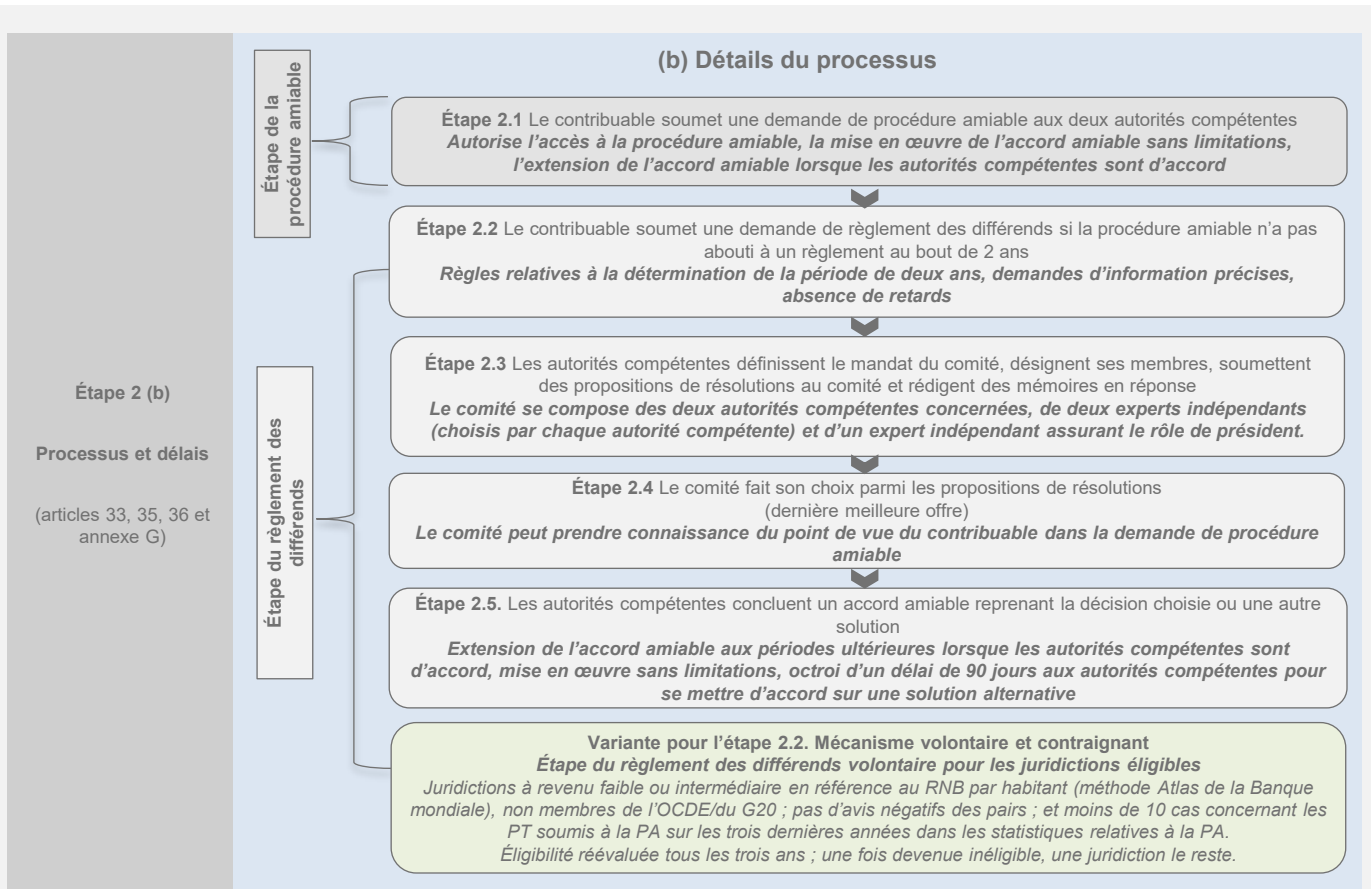 (b) Détails du processus
Étape 2 (b)
Processus et délais
(articles 33, 35, 36 et
annexe G)
Étape de la
procédure amiable
Étape 2.1 Le contribuable soumet une demande de procédure amiable aux deux autorités compétentes
Autorise l’accès à la procédure amiable, la mise en œuvre de l’accord amiable sans limitations,
l’extension de l’accord amiable lorsque les autorités compétentes sont d’accord
Étape du règlement des
différends
Étape 2.2 Le contribuable soumet une demande de règlement des différends si la procédure amiable n’a pas
abouti à un règlement au bout de 2 ans
Règles relatives à la détermination de la période de deux ans, demandes d’information précises,
absence de retards
Étape 2.3 Les autorités compétentes définissent le mandat du comité, désignent ses membres, soumettent
des propositions de résolutions au comité et rédigent des mémoires en réponse
Le comité se compose des deux autorités compétentes concernées, de deux experts indépendants
(choisis par chaque autorité compétente) et d’un expert indépendant assurant le rôle de président.
Étape 2.4 Le comité fait son choix parmi les propositions de résolutions
(dernière meilleure offre)
Le comité peut prendre connaissance du point de vue du contribuable dans la demande de procédure
amiable
Étape 2.5. Les autorités compétentes concluent un accord amiable reprenant la décision choisie ou une autre
solution
Extension de l’accord amiable aux périodes ultérieures lorsque les autorités compétentes sont
d’accord, mise en œuvre sans limitations, octroi d’un délai de 90 jours aux autorités compétentes pour
se mettre d’accord sur une solution alternative
Variante pour l’étape 2.2. Mécanisme volontaire et contraignant
Étape du règlement des différends volontaire pour les juridictions éligibles
Juridictions à revenu faible ou intermédiaire en référence au RNB par habitant (méthode Atlas de la Banque
mondiale), non membres de l’OCDE/du G20 ; pas d’avis négatifs des pairs ; et moins de 10 cas concernant les
PT soumis à la PA sur les trois dernières années dans les statistiques relatives à la PA.
Éligibilité réévaluée tous les trois ans ; une fois devenue inéligible, une juridiction le reste.